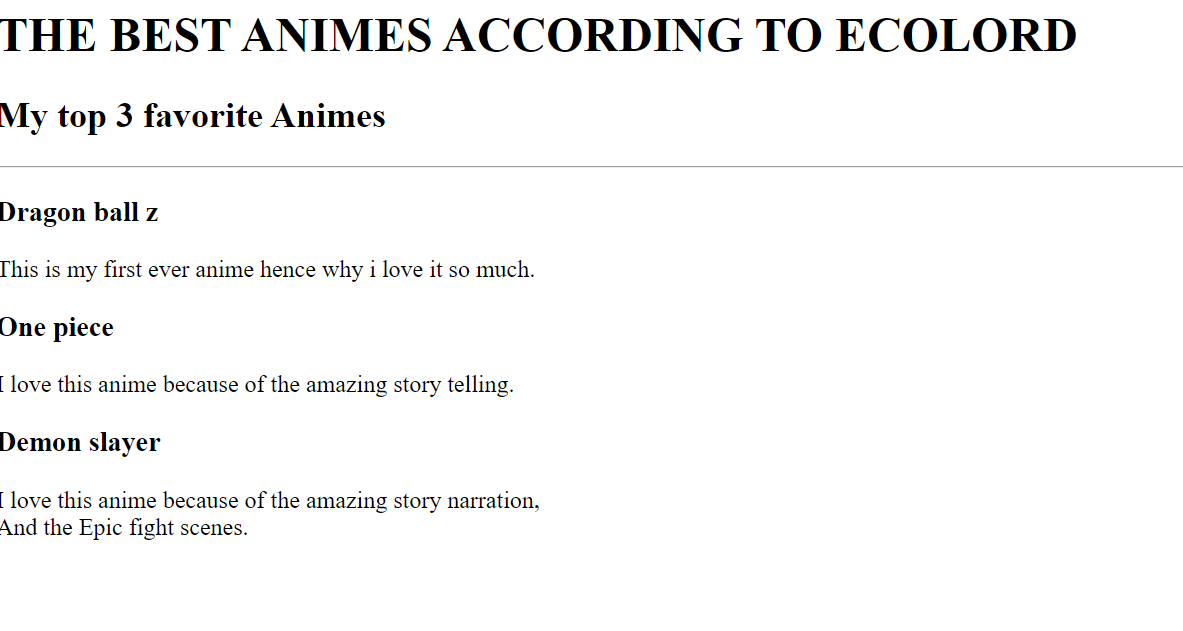 THE BEST ANIMES ACCORDING TO ECOLORD
My top 3 favorite Animes
Dragon ball z
This is my first ever anime hence why i love it so much.
One piece
I love this anime because of the amazing story telling.
Demon slayer
I love this anime because of the amazing story narration,
And the Epic fight scenes.